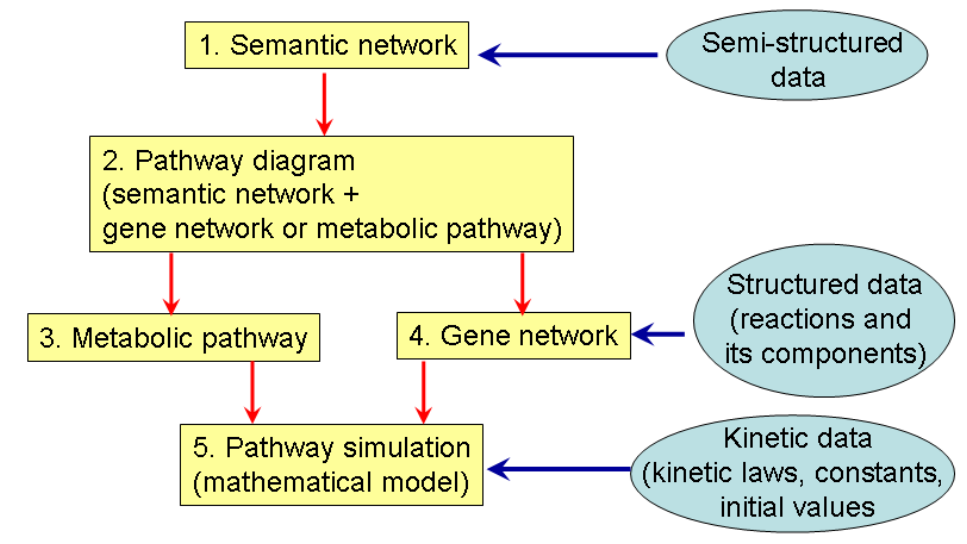 1. Semantic network
Semi-structured
data
2. Pathway diagram
(semantic network +
gene network or metabolic pathway)
3. Metabolic pathway
4. Gene network
Structured data
(reactions and
its components)
5. Pathway simulation
(mathematical model)
Kinetic data
(kinetic laws, constants,
initial values